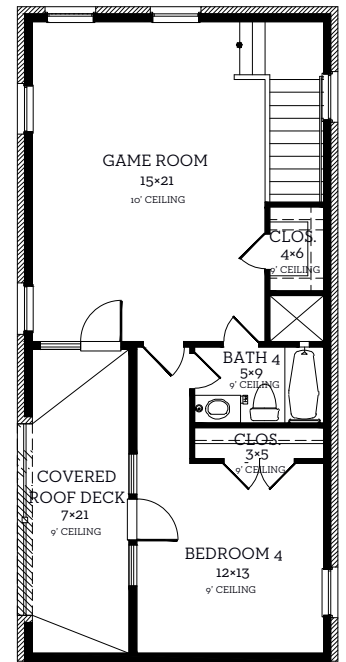 GAME ROOM
15×21
10' CEILING
CLOS.
4×6
9' CEILING
BATH 4
5×9
9' CEILING
CLOS.
3×5
9' CEILING
COVERED
ROOF DECK
7×21
9' CEILING
BEDROOM 4
12×13
9' CEILING